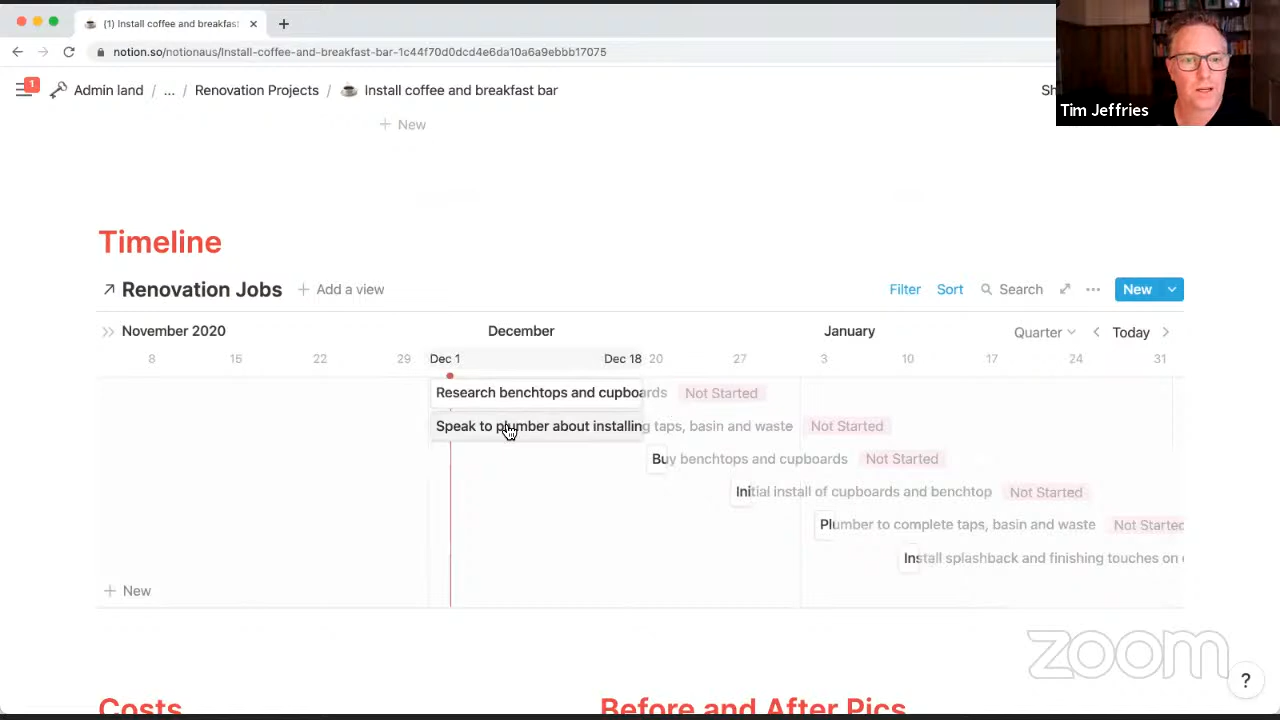 (1) Install coffee and breakfast
notion.so/notionaus/Install-coffee-and-breakfast-bar-1c44f70d0dcd4e6da10a6a9ebbb17075
1
Admin land / ... / Renovation Projects / Install coffee and breakfast bar
Tim Jeffries
+ New
Timeline
Renovation Jobs + Add a view Filter Sort Search ... New
November 2020 December January Quarter Today
8 15 22 29 Dec 1 Dec 18 20 27 3 10 17 24 31
Research benchtops and cupboards Not Started
Speak to plumber about installing taps, basin and waste Not Started
Buy benchtops and cupboards Not Started
Initial install of cupboards and benchtop Not Started
Plumber to complete taps, basin and waste Not Started
Install splashback and finishing touches on
+ New
zoom
?
Costs Before and After Pics